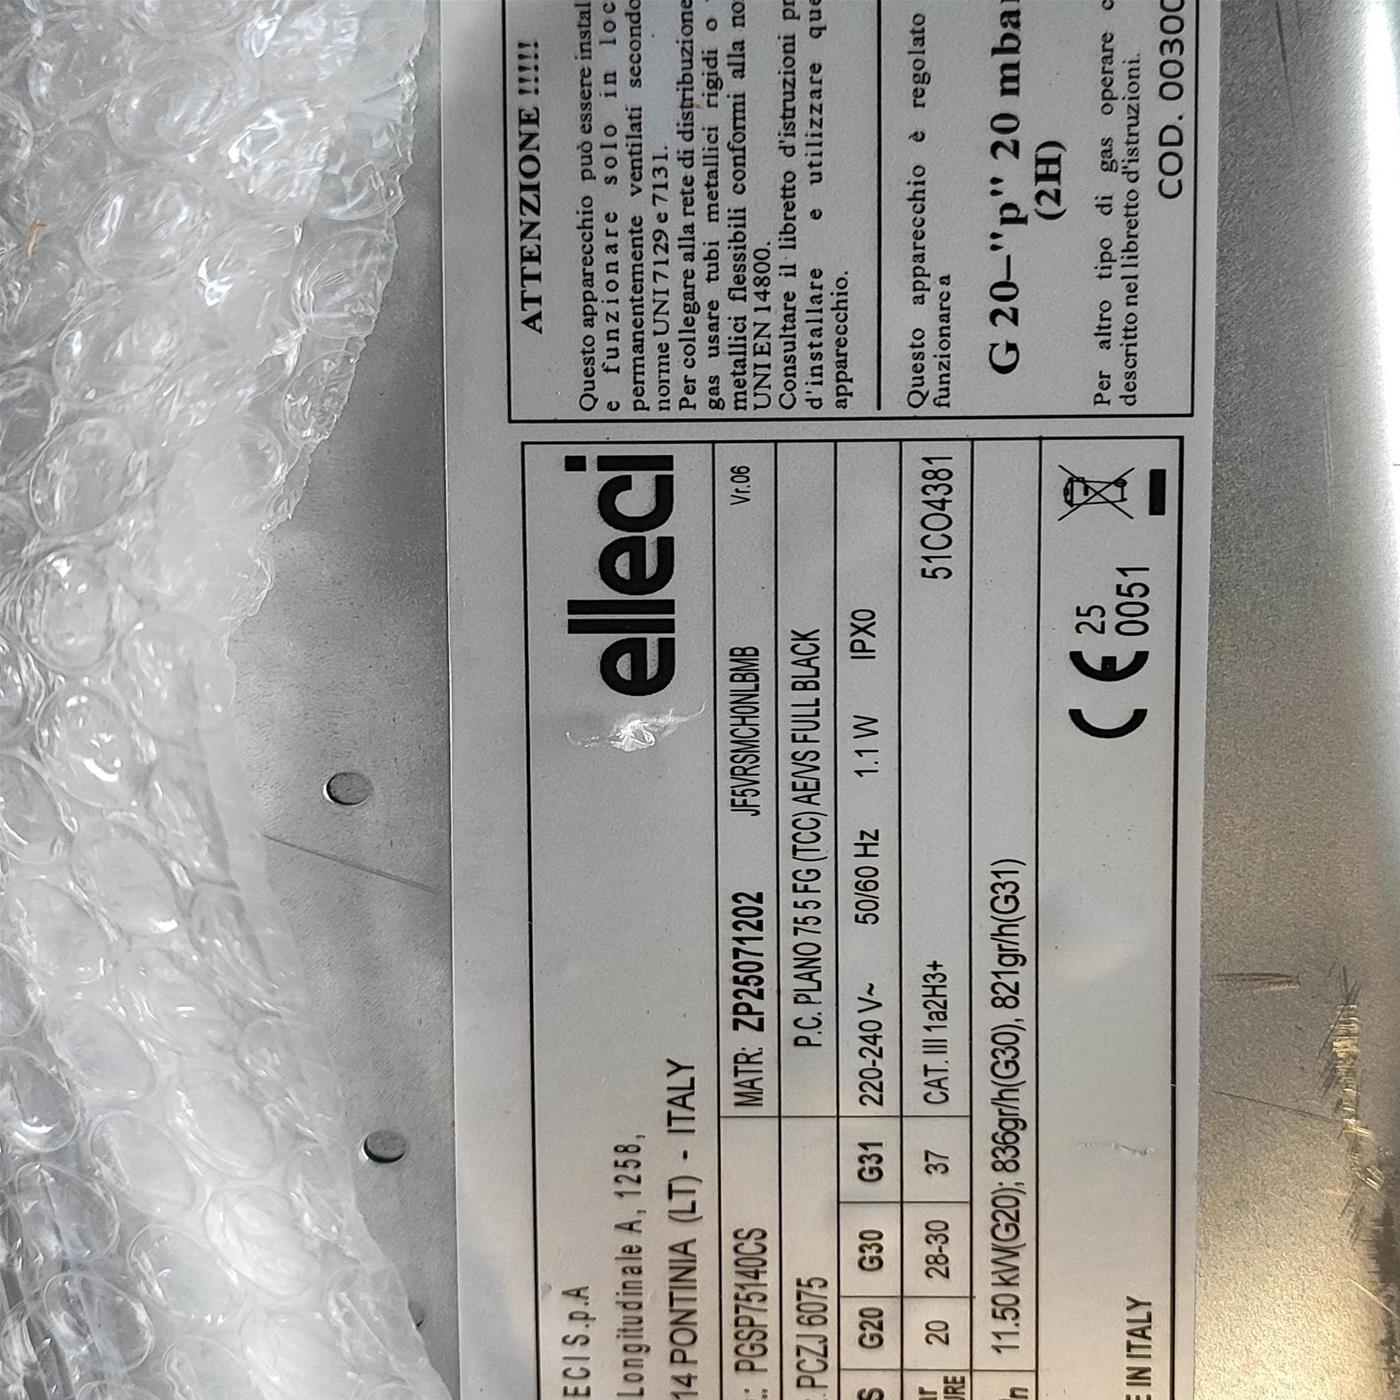 ECI S.p.A
Longitudinale A, 1258,
14 PONTINIA (LT) - ITALY
elleci
.: PGSP75140CS
MATR: ZP25071202 JF5VRSMCH0NLBMB Vr.06
. PCZJ 6075
P.C. PLANO 75 5 FG (TCC) AE/VS FULL BLACK
S G20 G30 G31 220-240 V~ 50/60 Hz 1.1 W IPX0
20 28-30 37 CAT. III 1a2H3+ 51CO4381
11.50 kW(G20); 836gr/h(G30), 821gr/h(G31)
CE 25
0051
E IN ITALY
ATTENZIONE !!!!!
Questo apparecchio può essere instal
e funzionare solo in loc
permanentemente ventilati secondo
norme UNI 7129 e 7131.
Per collegare alla rete di distribuzione
gas usare tubi metallici rigidi o
metallici flessibili conformi alla no
UNI EN 14800.
Consultare il libretto d'istruzioni pr
d'installare e utilizzare que
apparecchio.
Questo apparecchio è regolato
funzionare a
G 20–"p" 20 mbar
(2H)
Per altro tipo di gas operare c
descritto nel libretto d'istruzioni.
COD. 00300